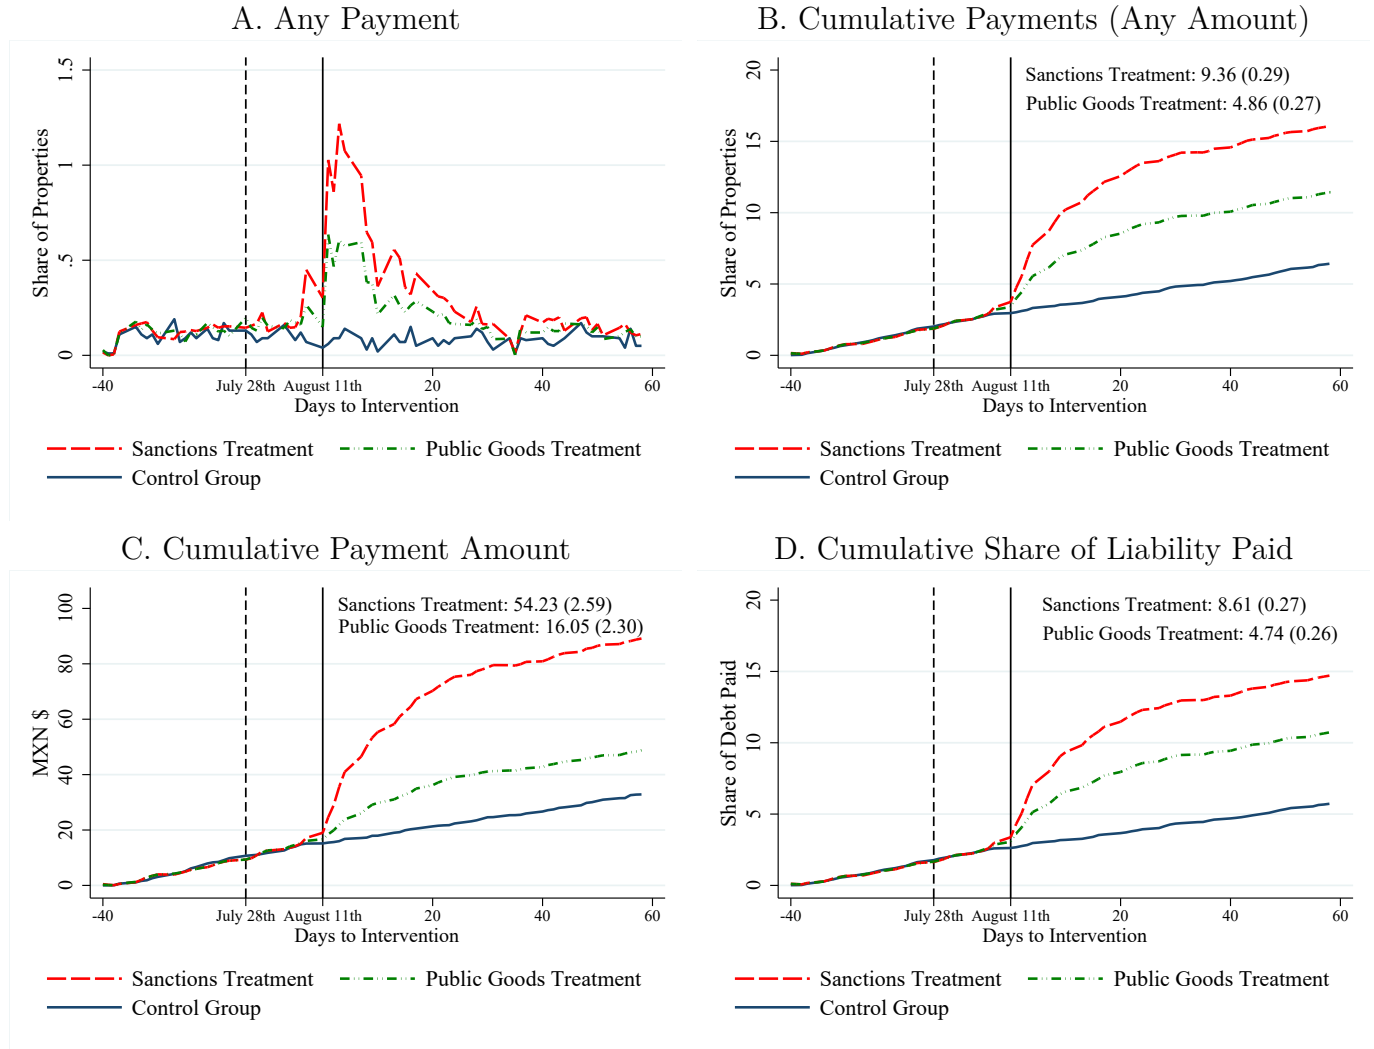 A. Any Payment
1.5
1
.5
0
Share of Properties
-40
July 28th
August 11th
20
40
60
Days to Intervention
Sanctions Treatment
Public Goods Treatment
Control Group
B. Cumulative Payments (Any Amount)
Sanctions Treatment: 9.36 (0.29)
Public Goods Treatment: 4.86 (0.27)
20
15
10
5
0
Share of Properties
-40
July 28th
August 11th
20
40
60
Days to Intervention
Sanctions Treatment
Public Goods Treatment
Control Group
C. Cumulative Payment Amount
Sanctions Treatment: 54.23 (2.59)
Public Goods Treatment: 16.05 (2.30)
100
80
60
40
20
0
MXN $
-40
July 28th
August 11th
20
40
60
Days to Intervention
Sanctions Treatment
Public Goods Treatment
Control Group
D. Cumulative Share of Liability Paid
Sanctions Treatment: 8.61 (0.27)
Public Goods Treatment: 4.74 (0.26)
20
15
10
5
0
Share of Debt Paid
-40
July 28th
August 11th
20
40
60
Days to Intervention
Sanctions Treatment
Public Goods Treatment
Control Group